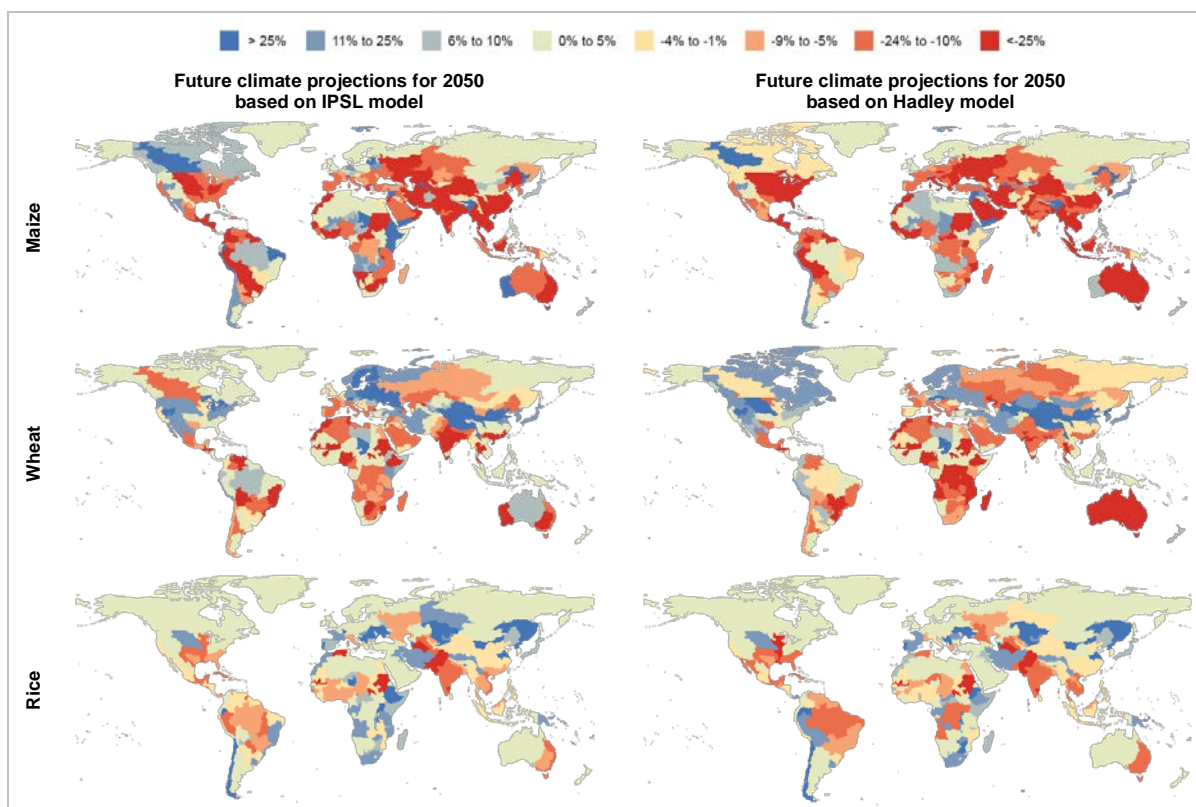 > 25% 11% to 25% 6% to 10% 0% to 5% -4% to -1% -9% to -5% -24% to -10% <-25%
Future climate projections for 2050
based on IPSL model
Future climate projections for 2050
based on Hadley model
Maize
Wheat
Rice